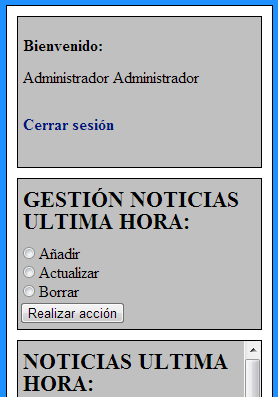 Bienvenido:
Administrador Administrador
Cerrar sesión
GESTIÓN NOTICIAS
ULTIMA HORA:
Añadir
Actualizar
Borrar
Realizar acción
NOTICIAS ULTIMA
HORA: